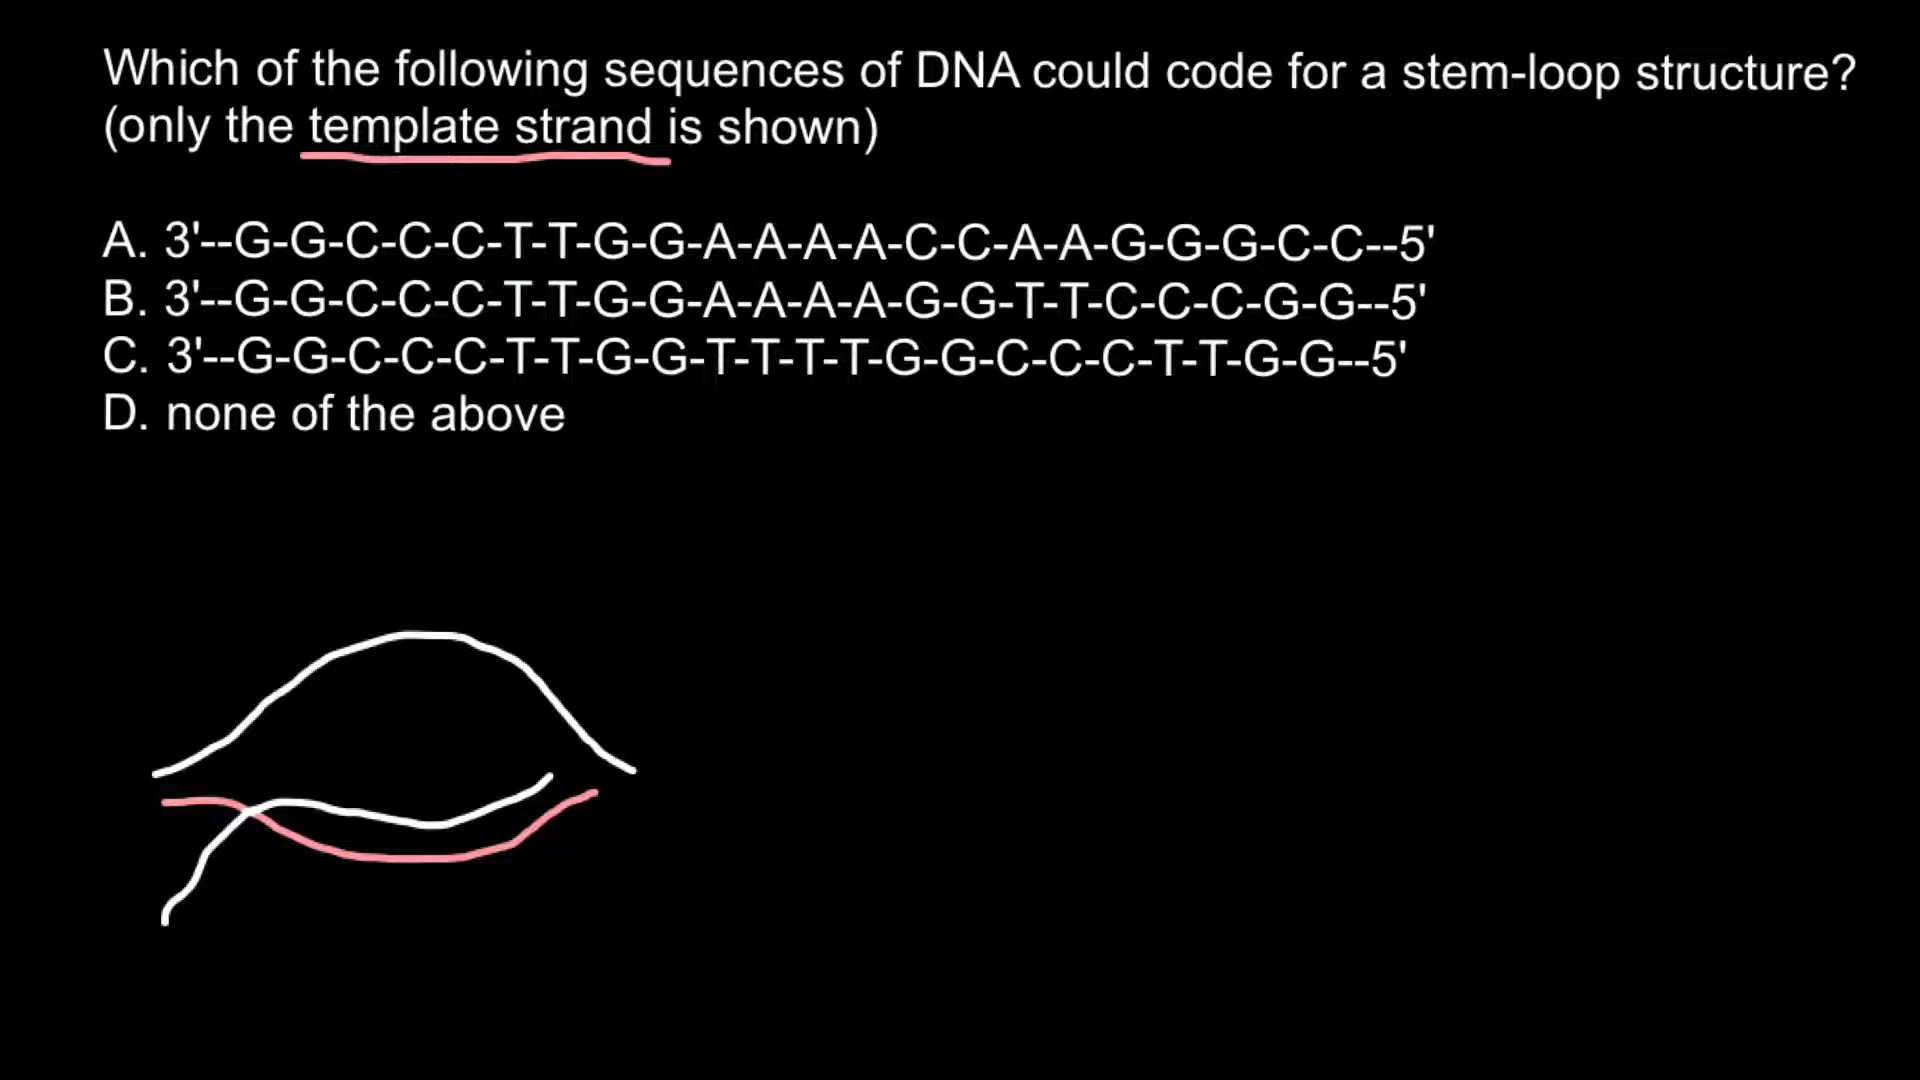 Which of the following sequences of DNA could code for a stem-loop structure?
(only the template strand is shown)
A. 3'--G-G-C-C-C-T-T-G-G-A-A-A-A-C-C-A-A-G-G-G-C-C--5'
B. 3'--G-G-C-C-C-T-T-G-G-A-A-A-A-G-G-T-T-C-C-C-G-G--5'
C. 3'--G-G-C-C-C-T-T-G-G-T-T-T-T-G-G-C-C-C-T-T-G-G--5'
D. none of the above